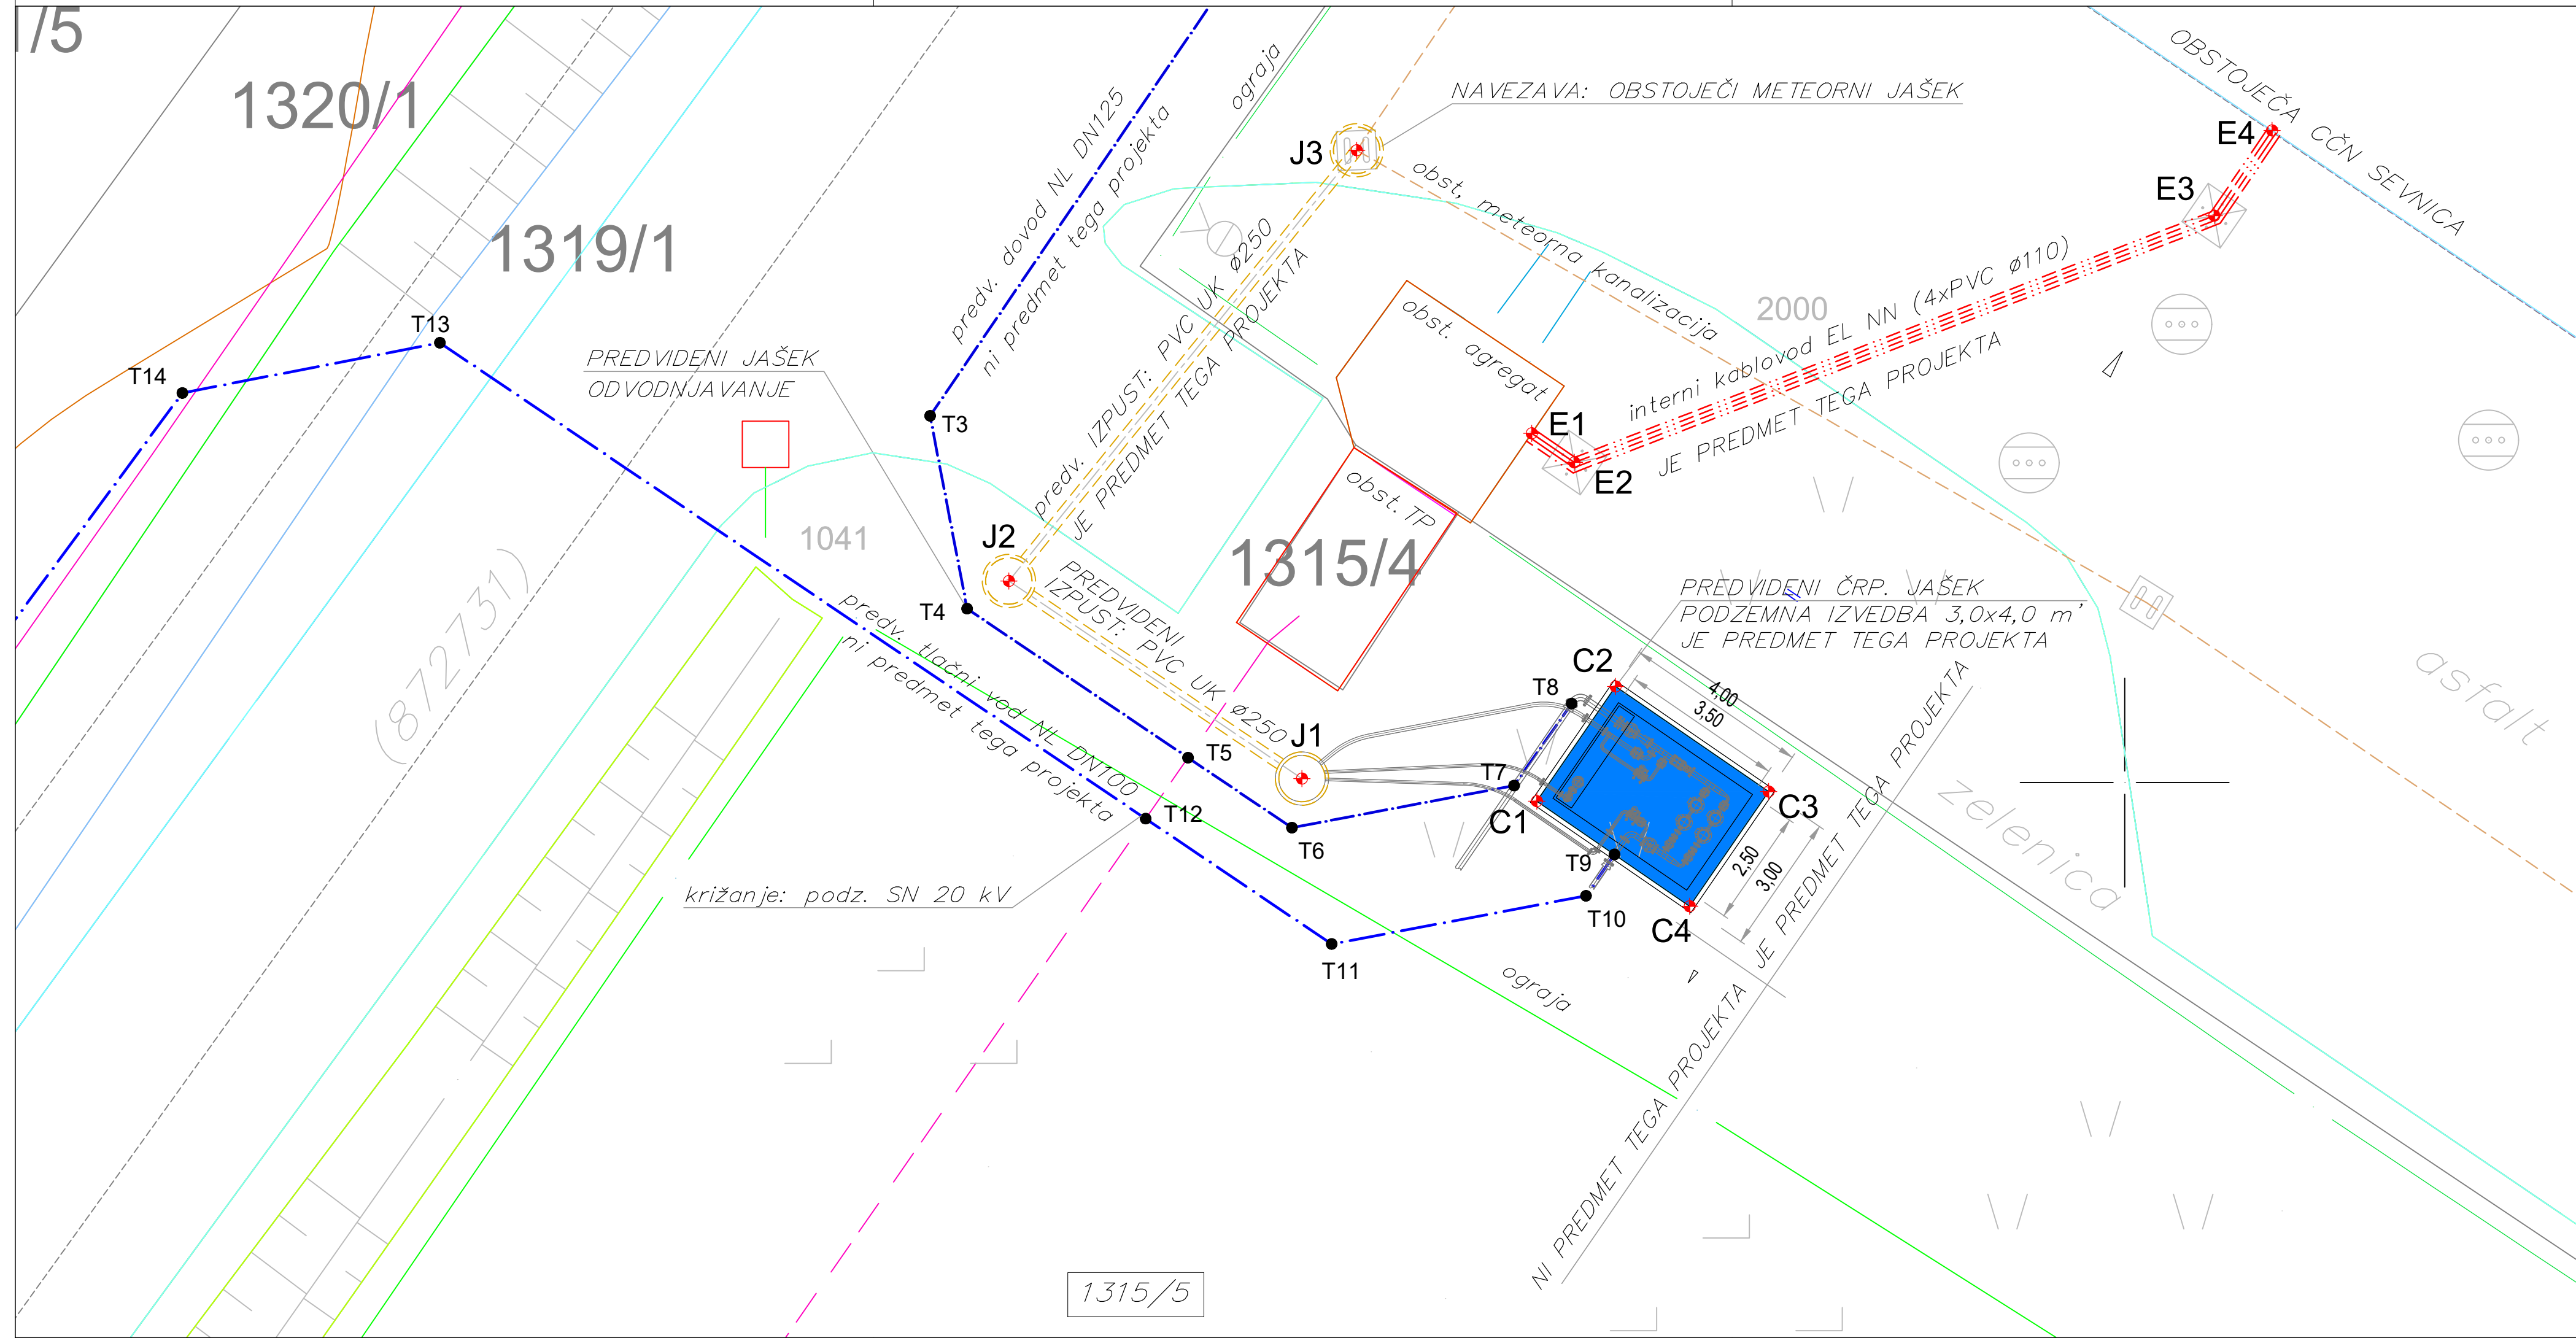 1/5
1320/1
1319/1
T13
T14
PREDVIDENI JAŠEK
ODVODNJAVANJE
1041
(872731)
predv. dovod NL DN125
ni predmet tega projekta
ograja
T3
T4
NAVEZAVA: OBSTOJEČI METEORNI JAŠEK
J3
obst, meteorna kanalizacija
predv. IZPUST: PVC UK ø250
JE PREDMET TEGA PROJEKTA
J2
PREDVIDENI
IZPUST: PVC UK ø250
J1
obst. agregat
obst.TP
1315/4
E1
E2
E3
E4
OBSTOJEČA CČN SEVNICA
interni kablovod EL NN (4xPVC ø110)
JE PREDMET TEGA PROJEKTA
2000
PREDVIDENI ČRP. JAŠEK
PODZEMNA IZVEDBA 3,0x4,0 m'
JE PREDMET TEGA PROJEKTA
C2
T8
4,00
3,50
T7
C1
C3
T9
2,50
3,00
T10
C4
T5
T6
T12
T11
predv. tlačni vod NL DN100
ni predmet tega projekta
križanje: podz. SN 20 kV
ograja
NI PREDMET TEGA PROJEKTA
JE PREDMET TEGA PROJEKTA
asfalt
zelenica
1315/5